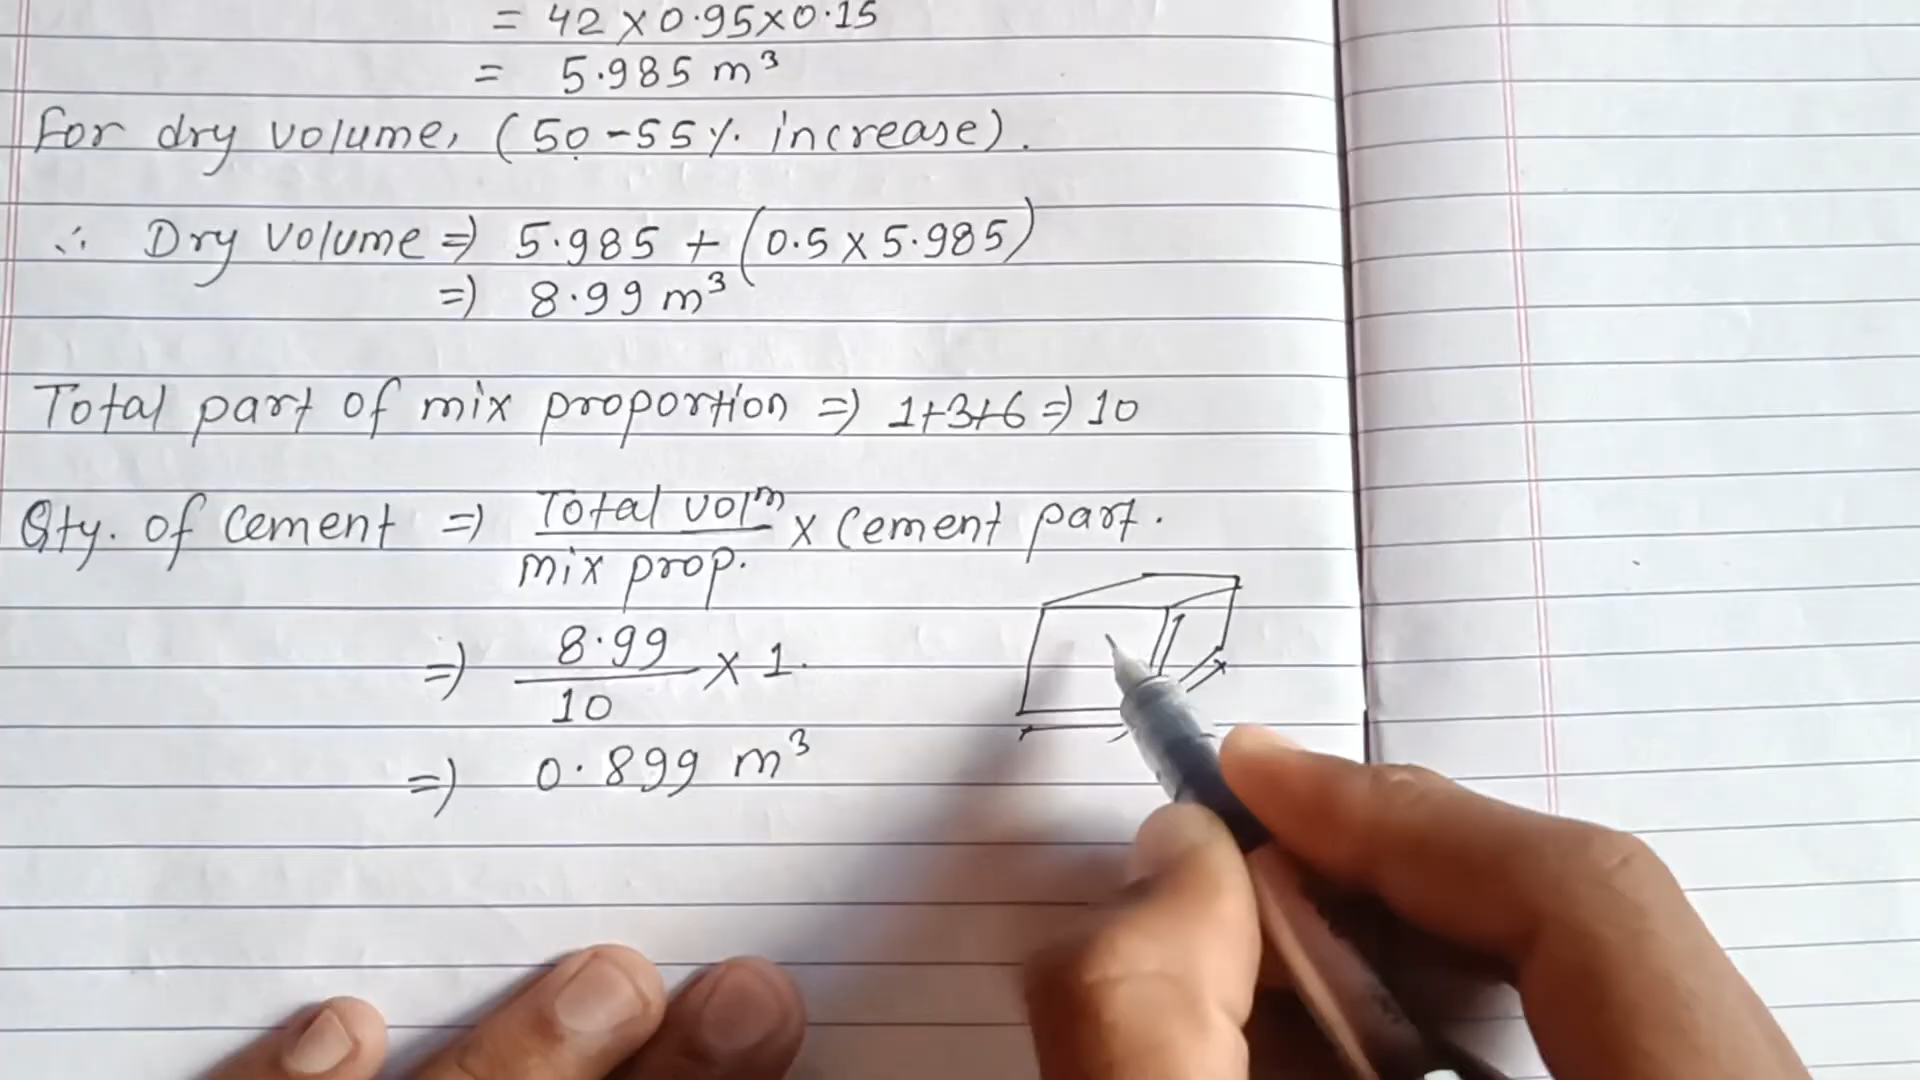 = 42 × 0.95 × 0.15
= 5.985 m³
For dry volume, (50-55% increase).
∴ Dry volume => 5.985 + (0.5 × 5.985)
=> 8.99 m³
Total part of mix proportion => 1+3+6 => 10
Qty. of cement => Total volᵐ / mix prop. × cement part.
=> 8.99 / 10 × 1.
=> 0.899 m³